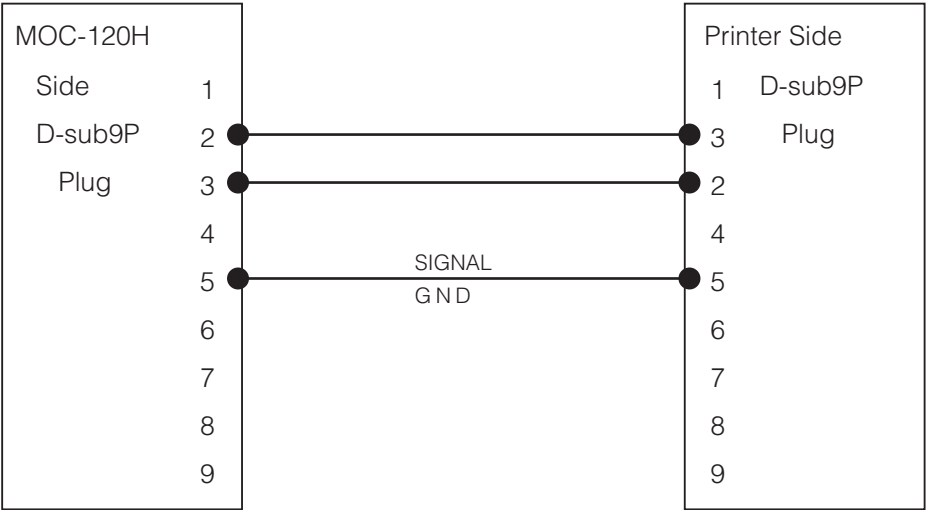 MOC-120H Printer Side
Side 1 1 D-sub9P
D-sub9P 2 3 Plug
Plug 3 2
4 4
SIGNAL
5 5
GND
6 6
7 7
8 8
9 9